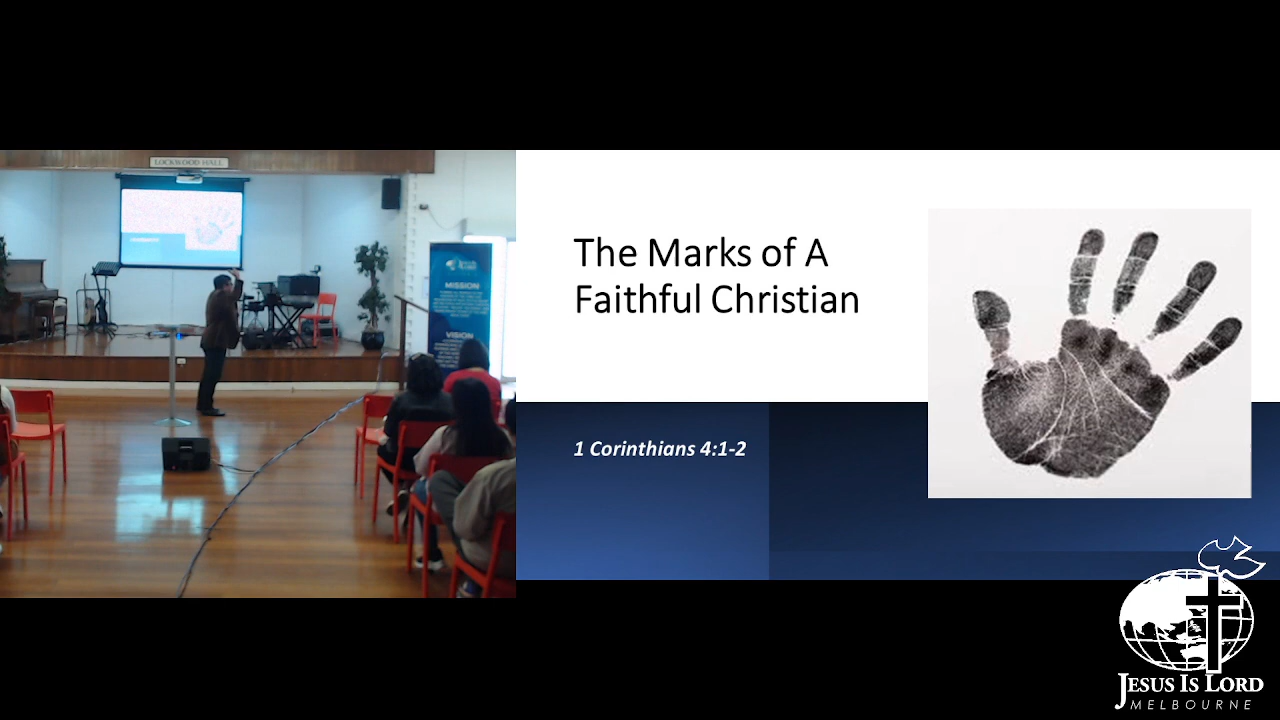 LOCKWOOD HALL
MISSION
VISION
The Marks of A
Faithful Christian
1 Corinthians 4:1-2
JESUS IS LORD
MELBOURNE